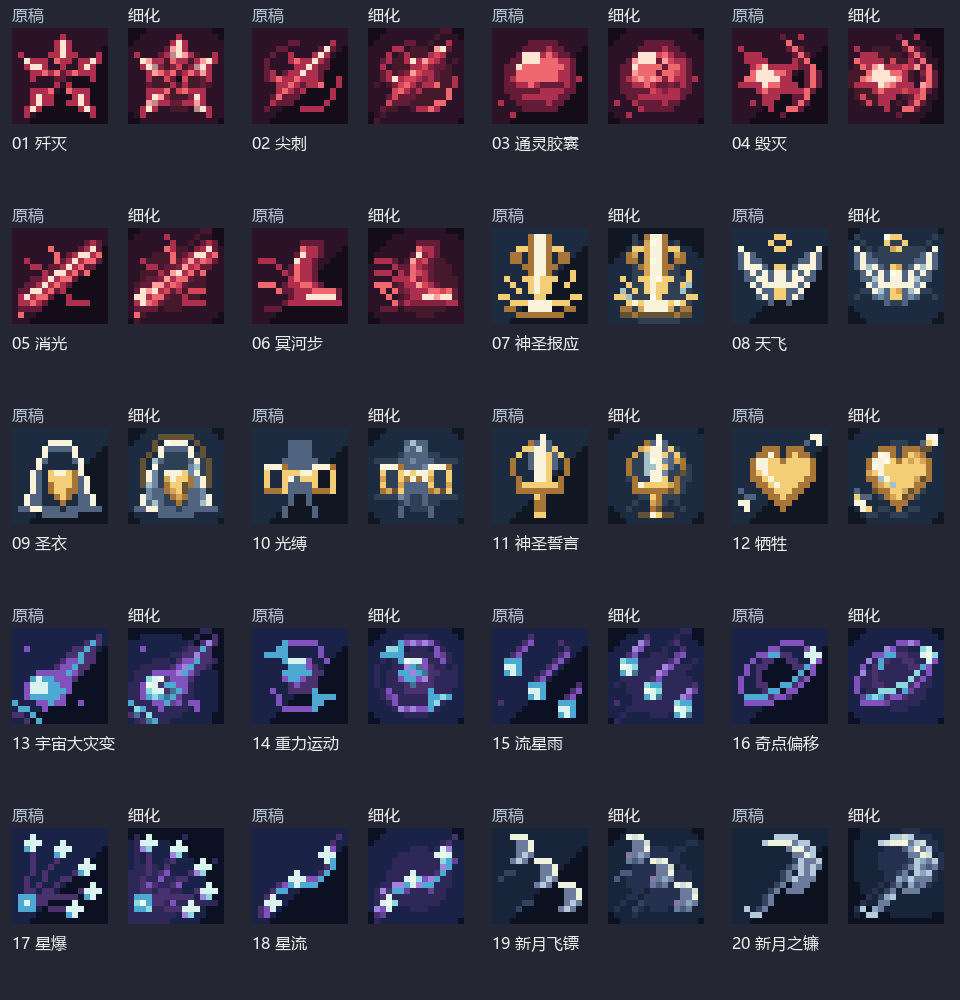 原稿 细化 原稿 细化 原稿 细化 原稿 细化
01 歼灭 02 尖刺 03 通灵胶囊 04 毁灭
原稿 细化 原稿 细化 原稿 细化 原稿 细化
05 消光 06 冥河步 07 神圣报应 08 天飞
原稿 细化 原稿 细化 原稿 细化 原稿 细化
09 圣衣 10 光缚 11 神圣誓言 12 牺牲
原稿 细化 原稿 细化 原稿 细化 原稿 细化
13 宇宙大灾变 14 重力运动 15 流星雨 16 奇点偏移
原稿 细化 原稿 细化 原稿 细化 原稿 细化
17 星爆 18 星流 19 新月飞镖 20 新月之镰